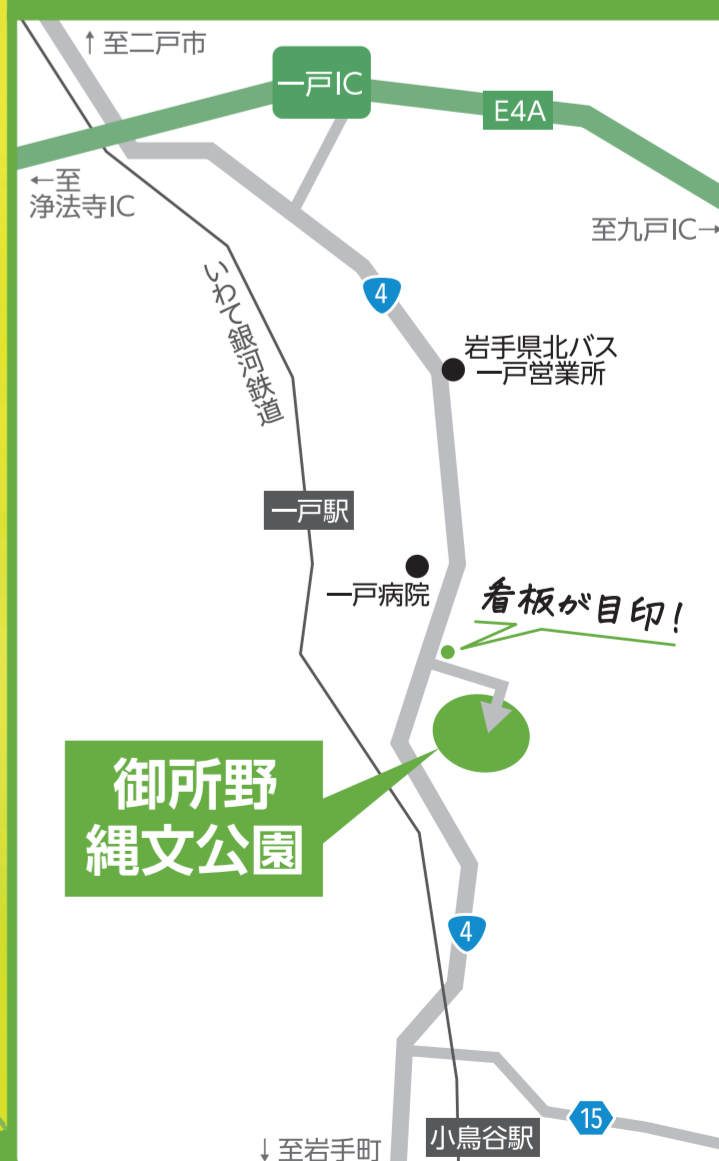 ↑至二戸市
一戸IC
E4A
←至
浄法寺IC
至九戸IC→
いわて銀河鉄道
4
岩手県北バス
一戸営業所
一戸駅
一戸病院
看板が目印!
御所野
縄文公園
4
15
小鳥谷駅
↓至岩手町